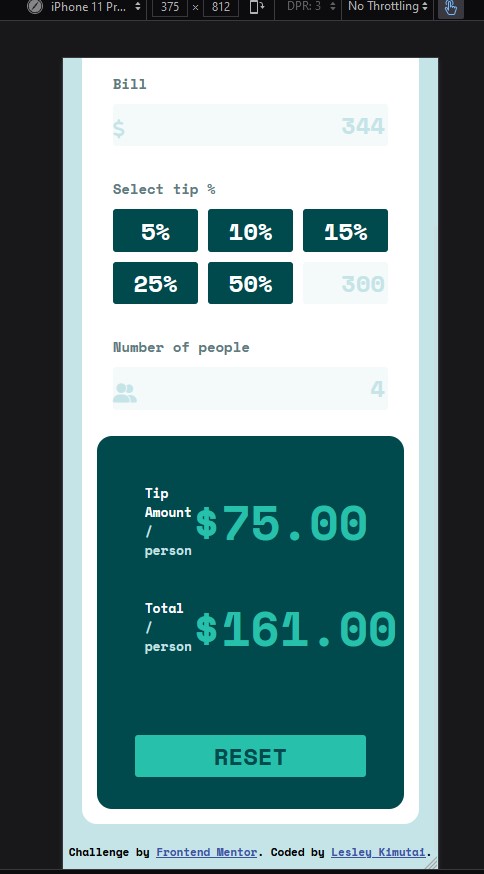 iPhone 11 Pr... 375 × 812 DPR: 3 No Throttling
Bill
$ 344
Select tip %
5% 10% 15%
25% 50% 300
Number of people
4
Tip
Amount
/
person
$75.00
Total
/
person
$161.00
RESET
Challenge by Frontend Mentor. Coded by Lesley Kimutai.